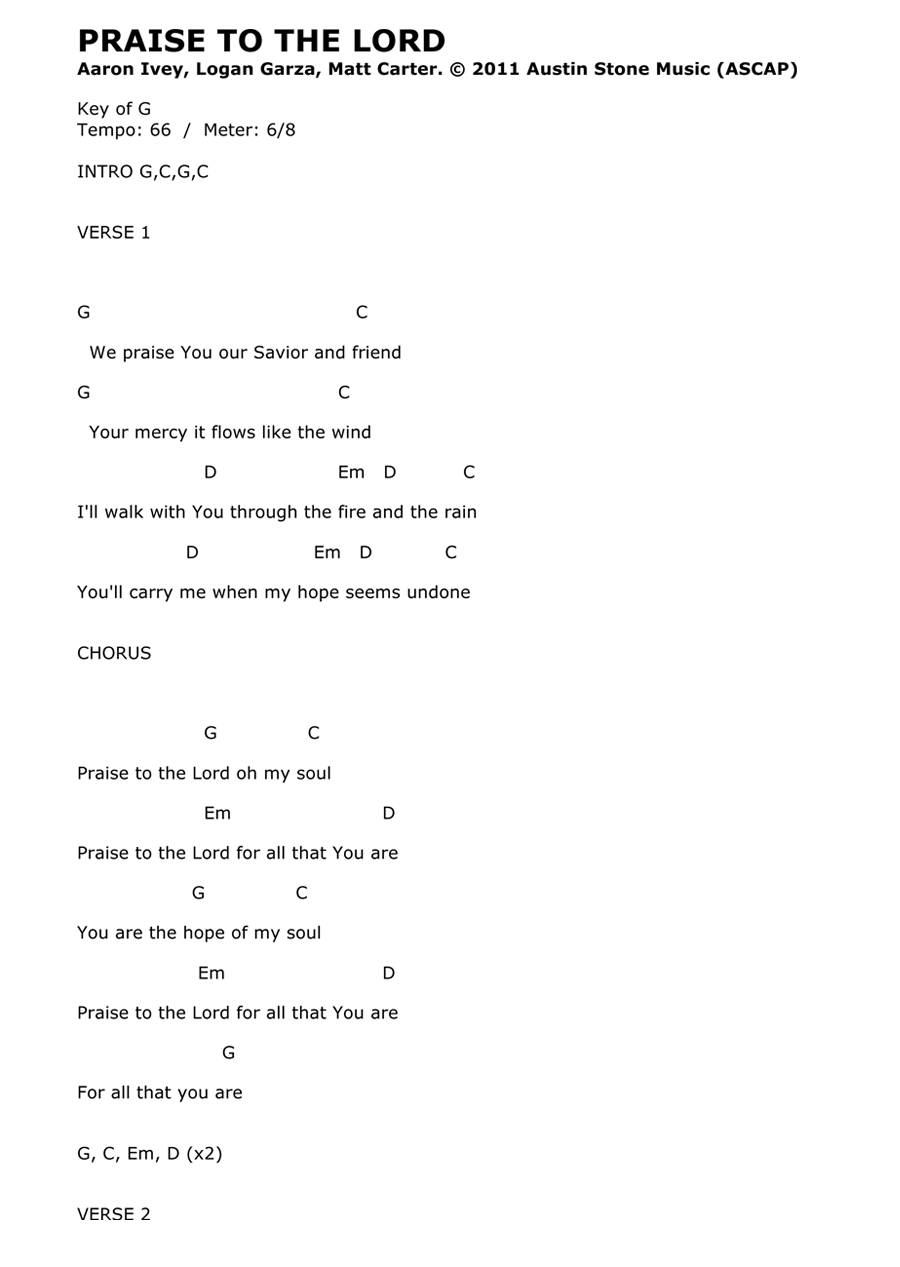 PRAISE TO THE LORD
Aaron Ivey, Logan Garza, Matt Carter. © 2011 Austin Stone Music (ASCAP)
Key of G
Tempo: 66 / Meter: 6/8
INTRO G,C,G,C
VERSE 1
G C
We praise You our Savior and friend
G C
Your mercy it flows like the wind
D Em D C
I'll walk with You through the fire and the rain
D Em D C
You'll carry me when my hope seems undone
CHORUS
G C
Praise to the Lord oh my soul
Em D
Praise to the Lord for all that You are
G C
You are the hope of my soul
Em D
Praise to the Lord for all that You are
G
For all that you are
G, C, Em, D (x2)
VERSE 2